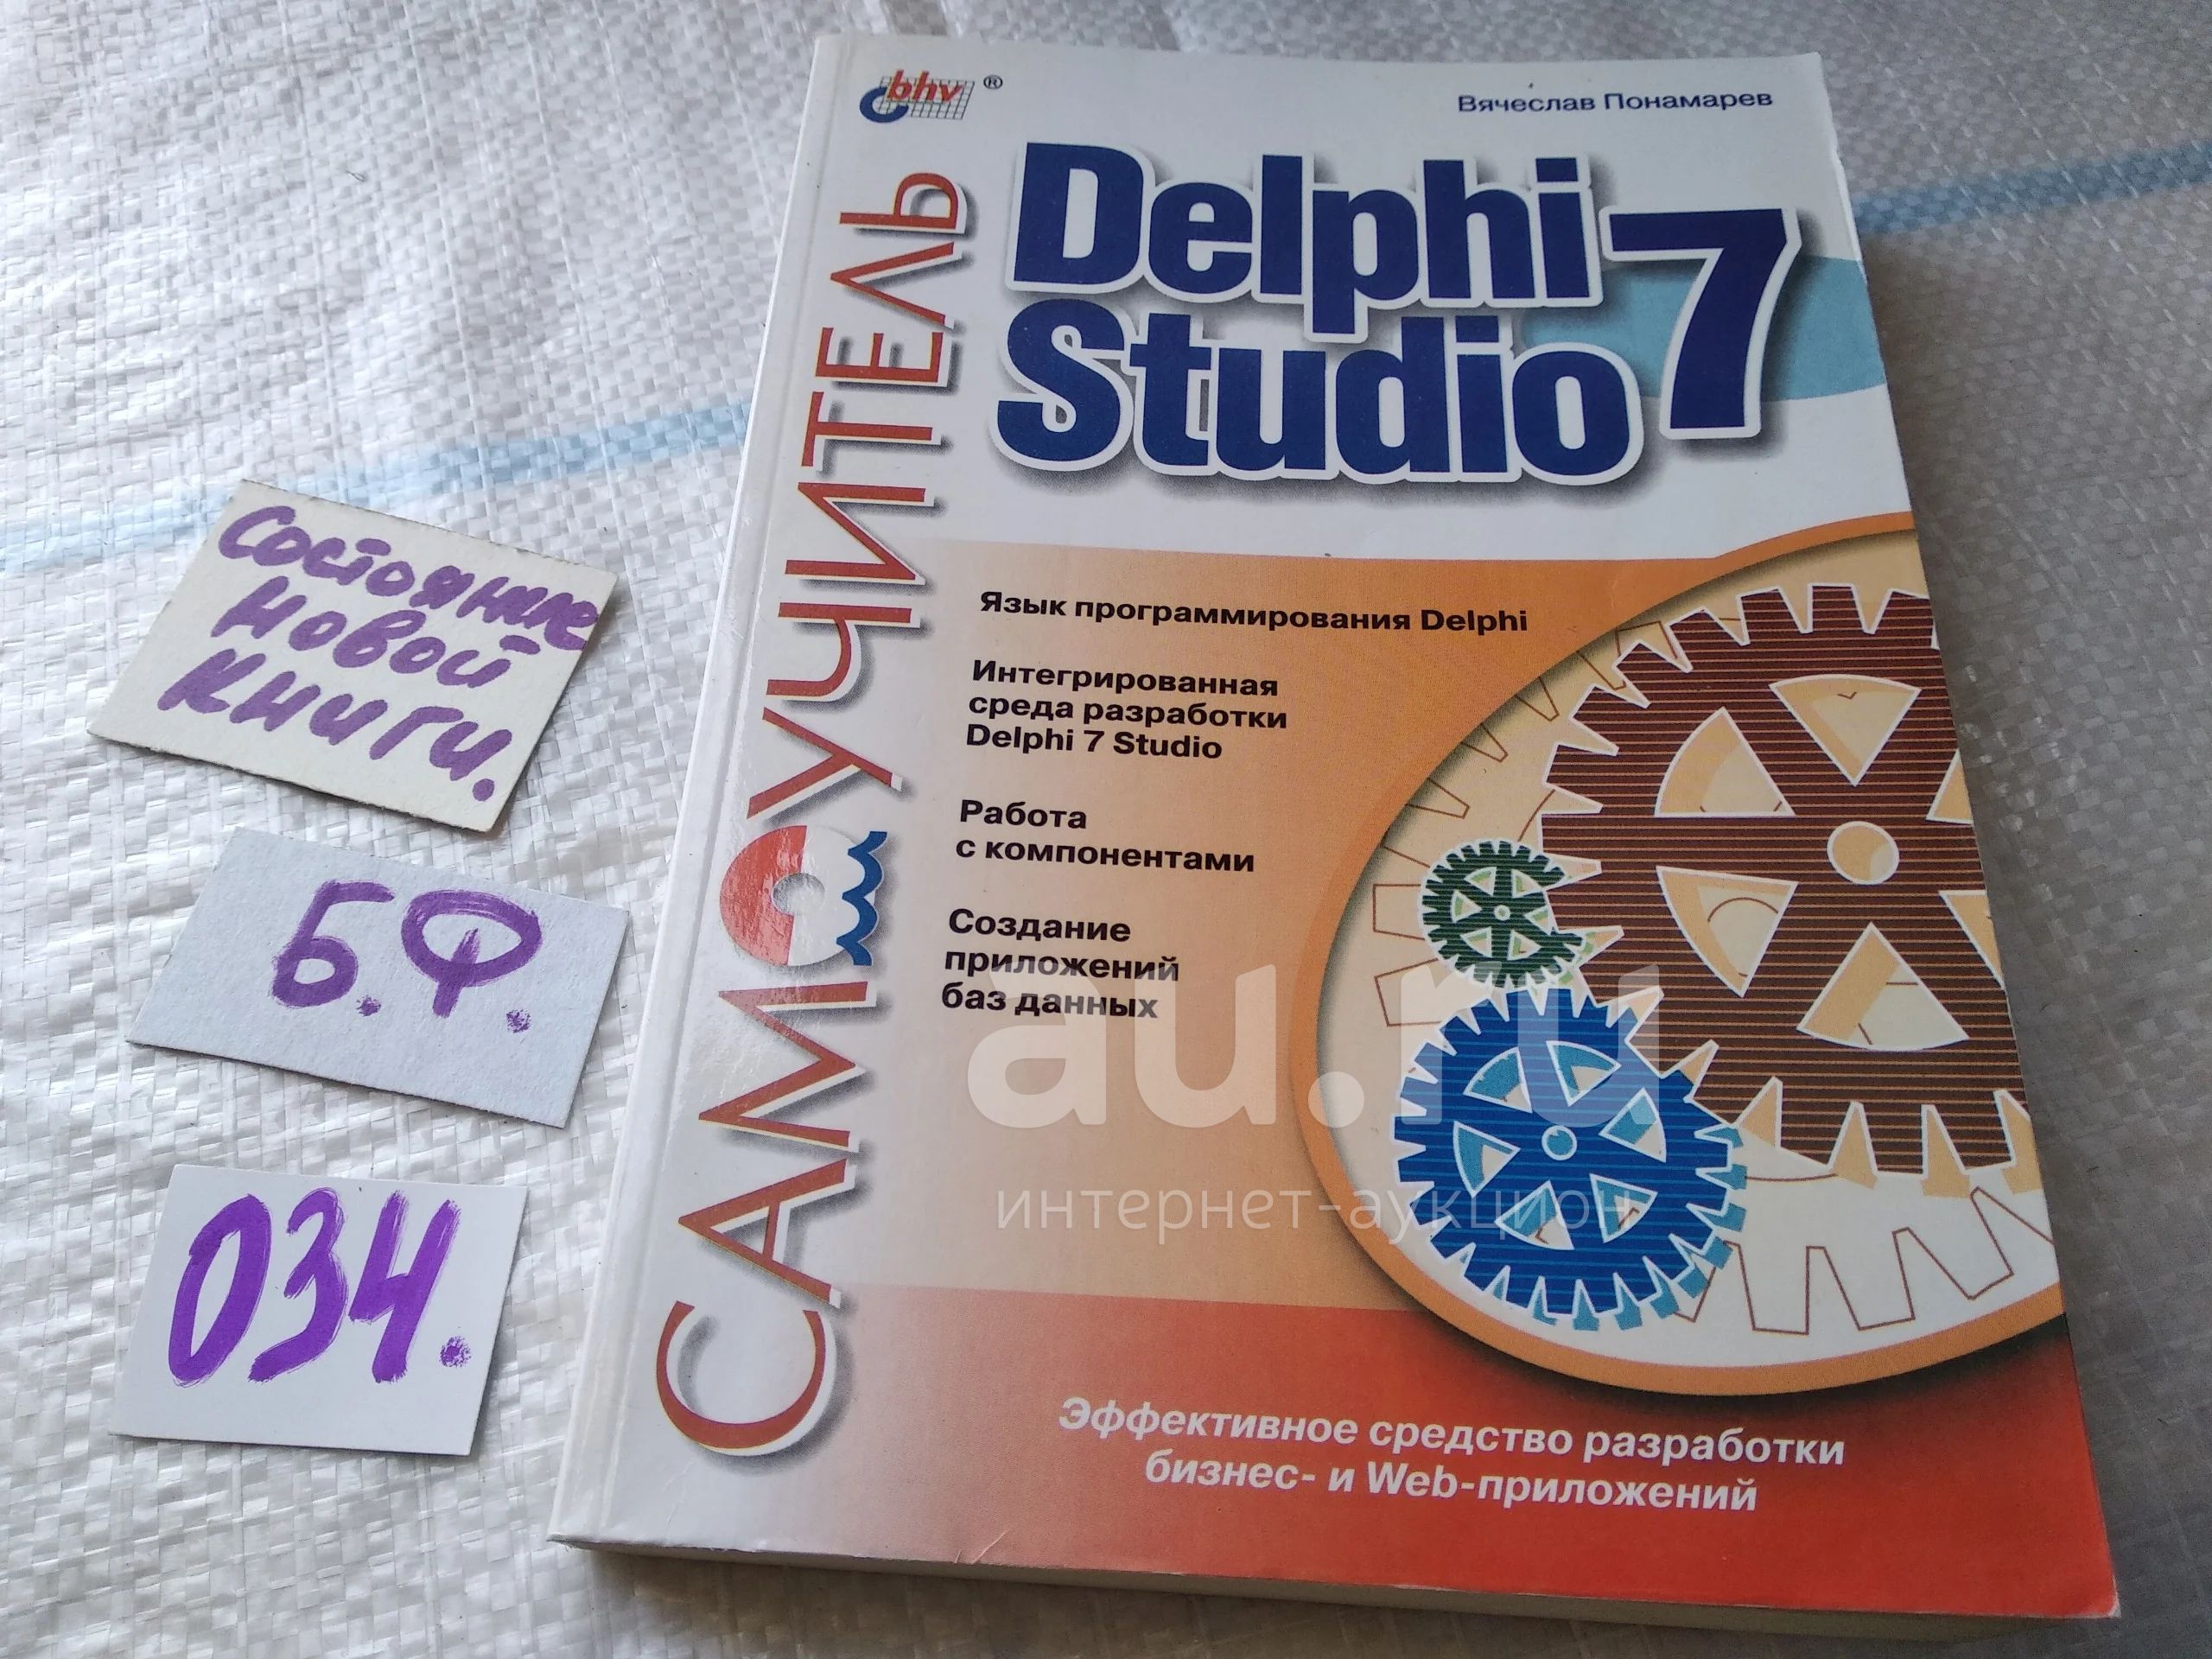 bhv ®
Вячеслав Понамарев
Delphi
Studio 7
САМОУЧИТЕЛЬ
Язык программирования Delphi
Интегрированная
среда разработки
Delphi 7 Studio
Работа
с компонентами
Создание
приложений
баз данных
Эффективное средство разработки
бизнес- и Web-приложений
Состояние
новой
книги.
Б.Ф.
034.
au.ru
интернет-аукцион